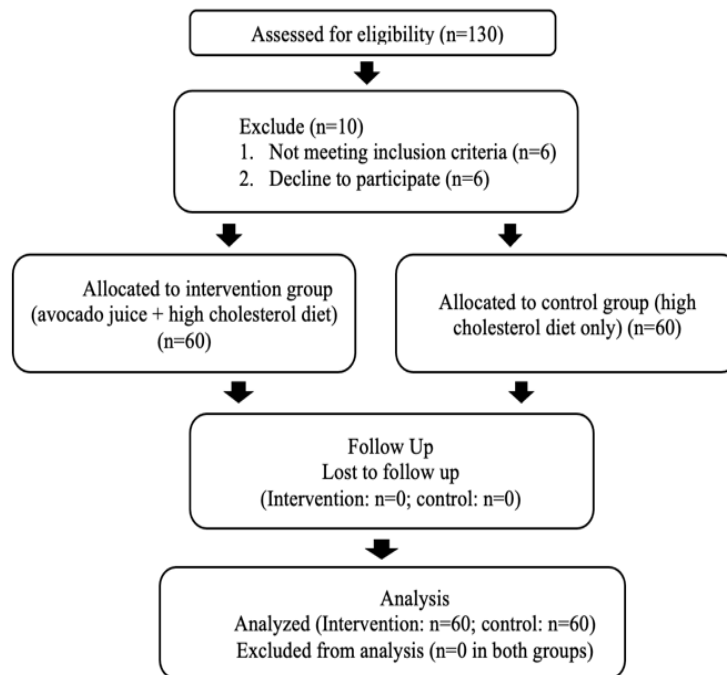 Assessed for eligibility (n=130)
Exclude (n=10)
1. Not meeting inclusion criteria (n=6)
2. Decline to participate (n=6)
Allocated to intervention group
(avocado juice + high cholesterol diet)
(n=60)
Allocated to control group (high
cholesterol diet only) (n=60)
Follow Up
Lost to follow up
(Intervention: n=0; control: n=0)
Analysis
Analyzed (Intervention: n=60; control: n=60)
Excluded from analysis (n=0 in both groups)